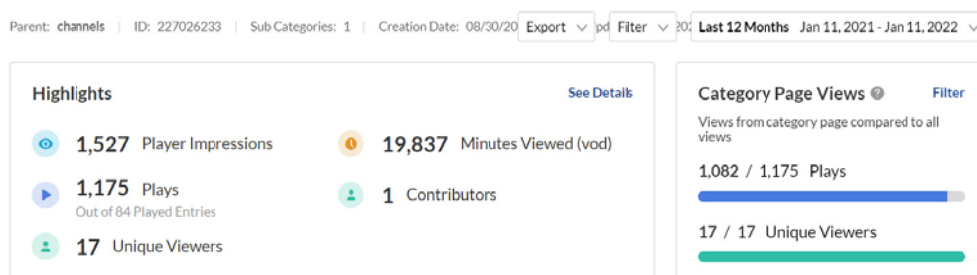 Parent: channels | ID: 227026233 | Sub Categories: 1 | Creation Date: 08/30/20 Export pd Filter 202 Last 12 Months Jan 11, 2021 - Jan 11, 2022
Highlights See Details
1,527 Player Impressions 19,837 Minutes Viewed (vod)
1,175 Plays 1 Contributors
Out of 84 Played Entries
17 Unique Viewers
Category Page Views Filter
Views from category page compared to all
views
1,082 / 1,175 Plays
17 / 17 Unique Viewers